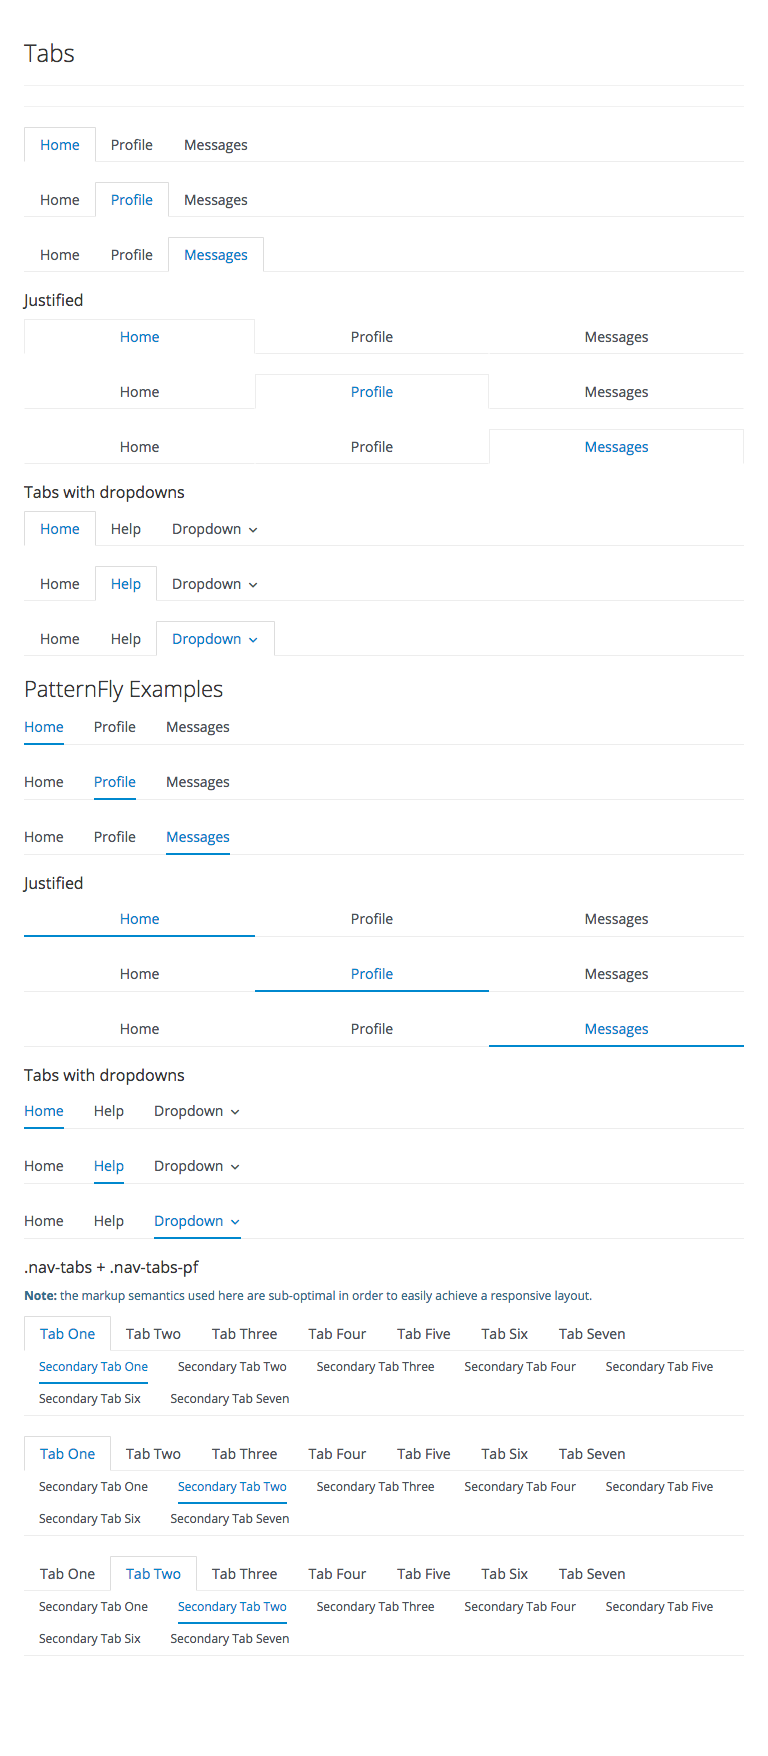 Tabs
Home Profile Messages
Home Profile Messages
Home Profile Messages
Justified
Home Profile Messages
Home Profile Messages
Home Profile Messages
Tabs with dropdowns
Home Help Dropdown
Home Help Dropdown
Home Help Dropdown
PatternFly Examples
Home Profile Messages
Home Profile Messages
Home Profile Messages
Justified
Home Profile Messages
Home Profile Messages
Home Profile Messages
Tabs with dropdowns
Home Help Dropdown
Home Help Dropdown
Home Help Dropdown
.nav-tabs + .nav-tabs-pf
Note: the markup semantics used here are sub-optimal in order to easily achieve a responsive layout.
Tab One Tab Two Tab Three Tab Four Tab Five Tab Six Tab Seven
Secondary Tab One Secondary Tab Two Secondary Tab Three Secondary Tab Four Secondary Tab Five
Secondary Tab Six Secondary Tab Seven
Tab One Tab Two Tab Three Tab Four Tab Five Tab Six Tab Seven
Secondary Tab One Secondary Tab Two Secondary Tab Three Secondary Tab Four Secondary Tab Five
Secondary Tab Six Secondary Tab Seven
Tab One Tab Two Tab Three Tab Four Tab Five Tab Six Tab Seven
Secondary Tab One Secondary Tab Two Secondary Tab Three Secondary Tab Four Secondary Tab Five
Secondary Tab Six Secondary Tab Seven